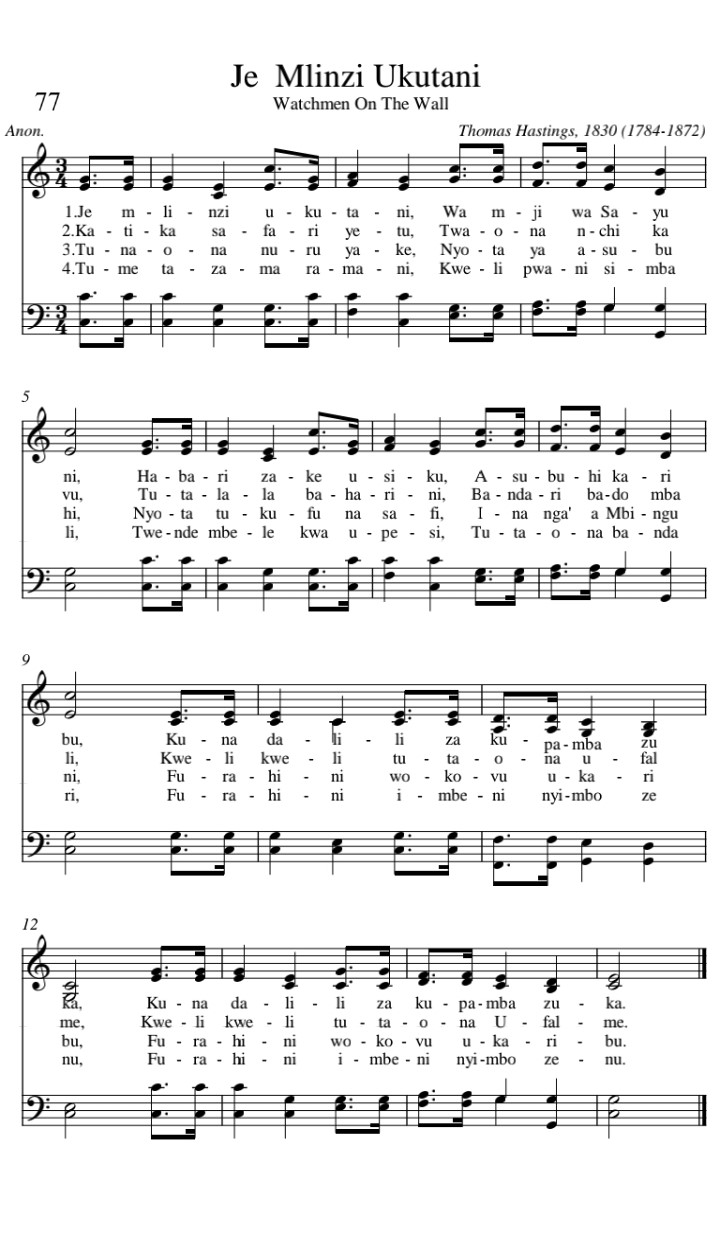 Je Mlinzi Ukutani
77
Watchmen On The Wall
Anon.
Thomas Hastings, 1830 (1784-1872)
1.Je m - li - nzi u - ku - ta - ni, Wa m - ji wa Sa - yu
2.Ka - ti - ka sa - fa - ri ye - tu, Twa - o - na n - chi ka
3.Tu - na - o - na nu - ru ya - ke, Nyo - ta ya a - su - bu
4.Tu - me ta - za - ma ra - ma - ni, Kwe - li pwa - ni si - mba
5
ni, Ha - ba - ri za - ke u - si - ku, A - su - bu - hi ka - ri
vu, Tu - ta - la - la ba - ha - ri - ni, Ba - nda - ri ba - do mba
hi, Nyo - ta tu - ku - fu na sa - fi, I - na nga' a Mbi - ngu
li, Twe - nde mbe - le kwa u - pe - si, Tu - ta - o - na ba - nda
9
bu, Ku - na da - li - li za ku - pa - mba zu
li, Kwe - li kwe - li tu - ta - o - na u - fal
ni, Fu - ra - hi - ni wo - ko - vu u - ka - ri
ri, Fu - ra - hi - ni i - mbe - ni nyi - mbo ze
12
ka, Ku - na da - li - li za ku - pa - mba zu - ka.
me, Kwe - li kwe - li tu - ta - o - na U - fal - me.
bu, Fu - ra - hi - ni wo - ko - vu u - ka - ri - bu.
nu, Fu - ra - hi - ni i - mbe - ni nyi - mbo ze - nu.